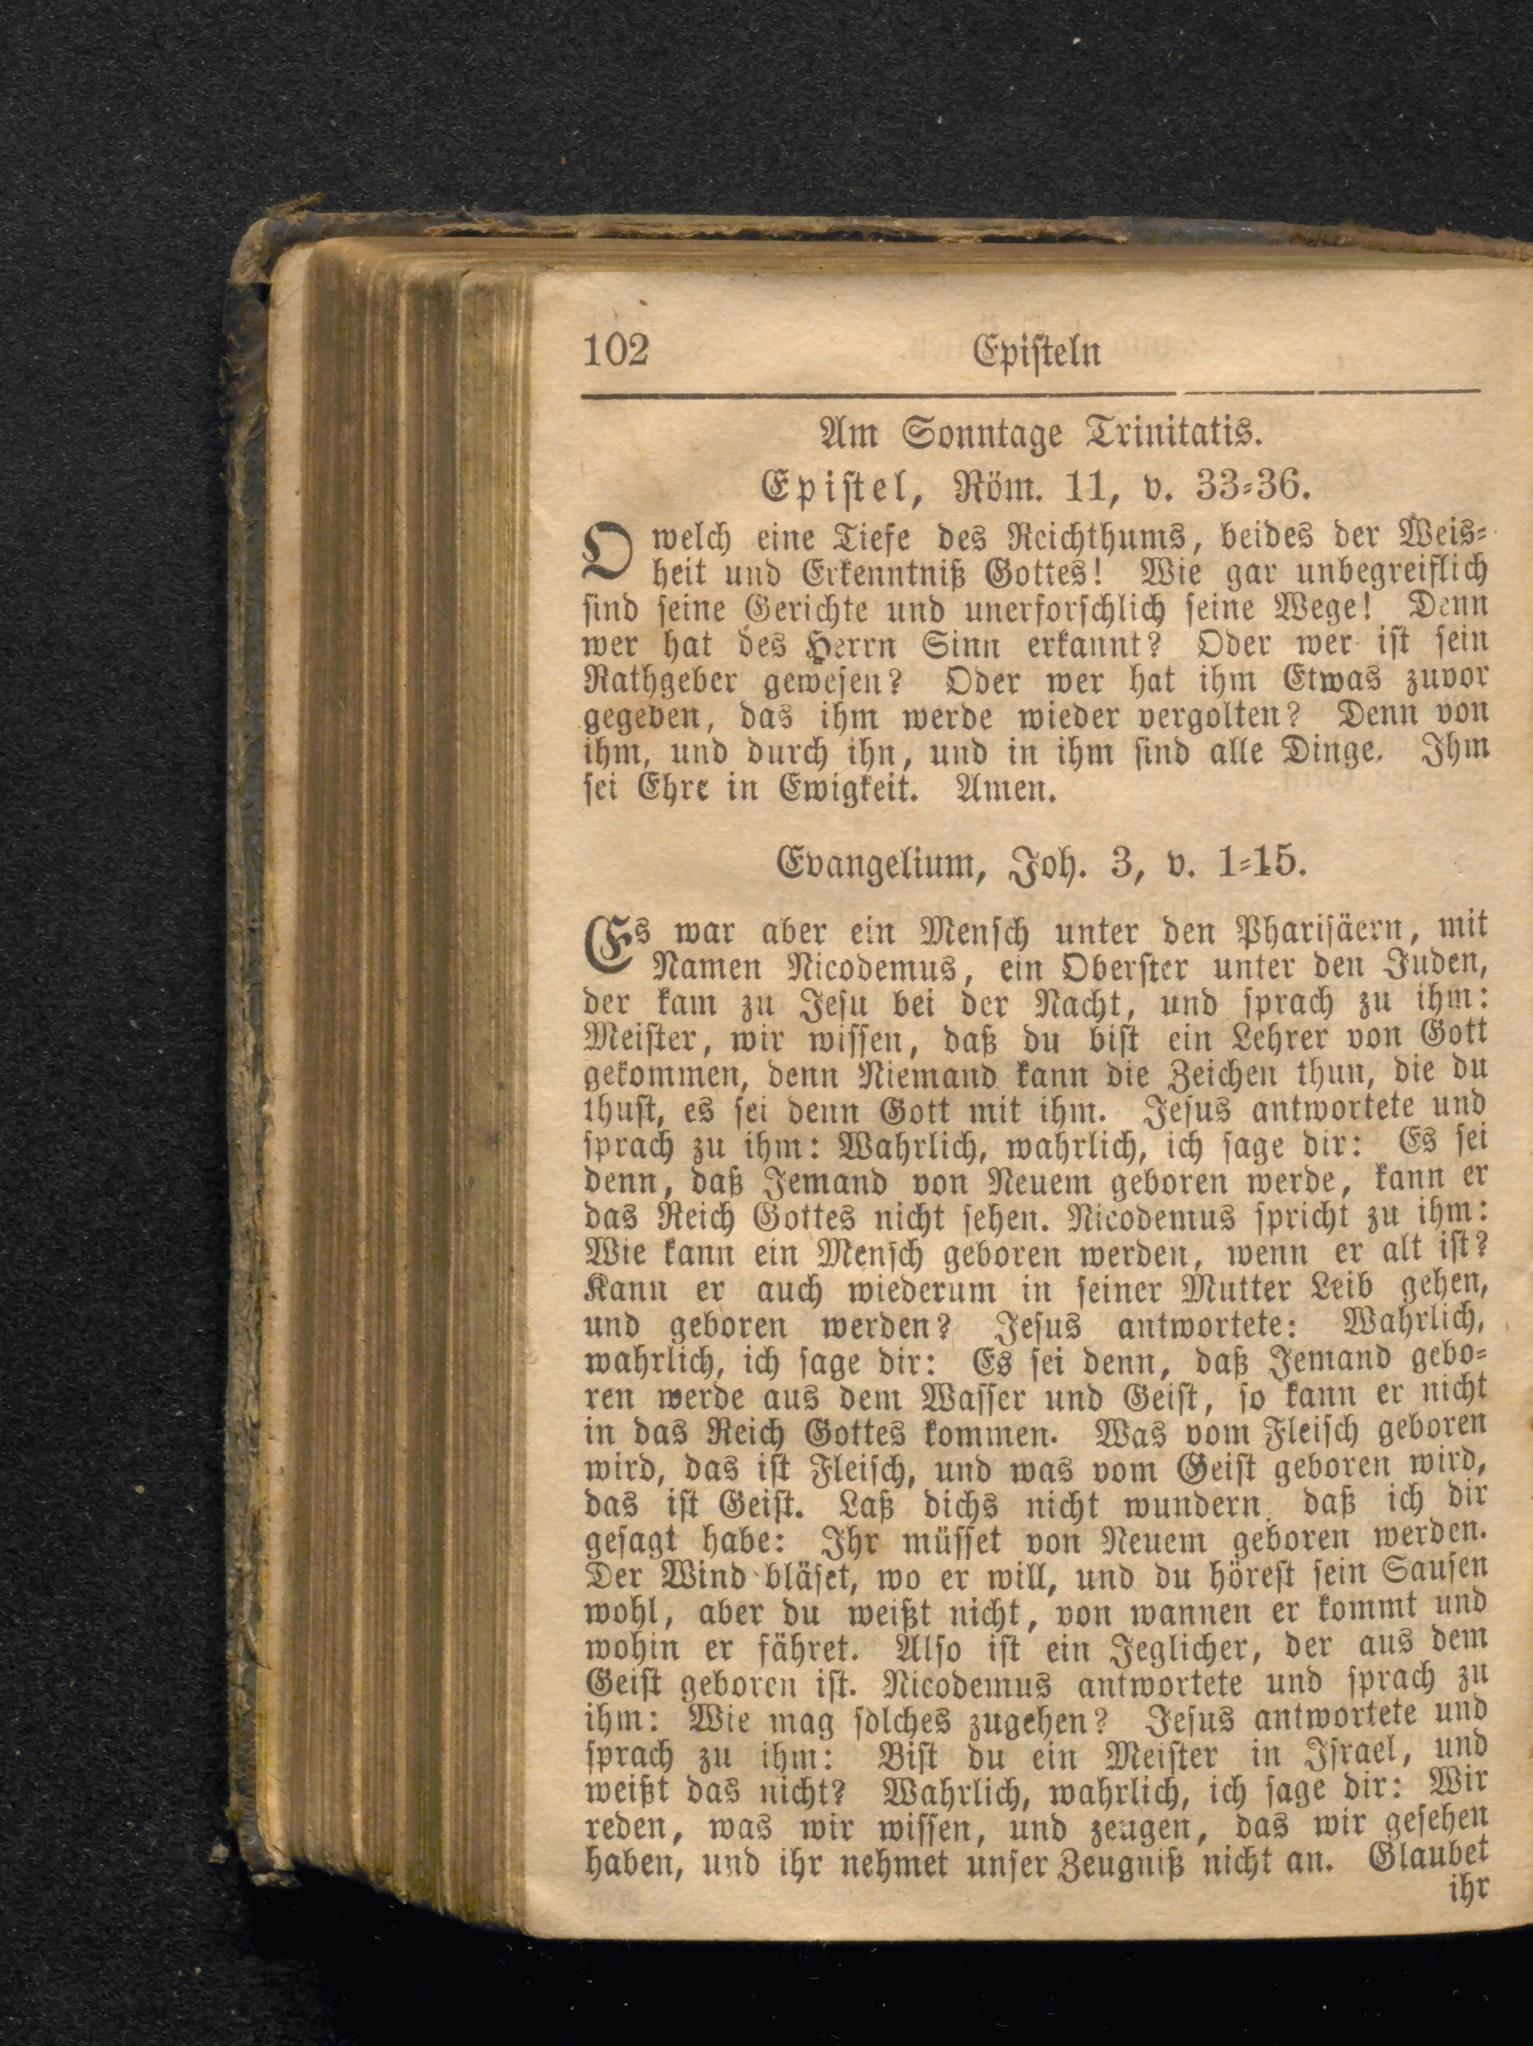 102 Episteln
Am Sonntage Trinitatis.
Epistel, Röm. 11, v. 33=36.
O welch eine Tiefe des Reichthums, beides der Weis=
heit und Erkenntniß Gottes! Wie gar unbegreiflich
sind seine Gerichte und unerforschlich seine Wege! Denn
wer hat des Herrn Sinn erkannt? Oder wer ist sein
Rathgeber gewesen? Oder wer hat ihm Etwas zuvor
gegeben, das ihm werde wieder vergolten? Denn von
ihm, und durch ihn, und in ihm sind alle Dinge. Ihm
sei Ehre in Ewigkeit. Amen.
Evangelium, Joh. 3, v. 1=15.
Es war aber ein Mensch unter den Pharisäern, mit
Namen Nicodemus, ein Oberster unter den Juden,
der kam zu Jesu bei der Nacht, und sprach zu ihm:
Meister, wir wissen, daß du bist ein Lehrer von Gott
gekommen, denn Niemand kann die Zeichen thun, die du
thust, es sei denn Gott mit ihm. Jesus antwortete und
sprach zu ihm: Wahrlich, wahrlich, ich sage dir: Es sei
denn, daß Jemand von Neuem geboren werde, kann er
das Reich Gottes nicht sehen. Nicodemus spricht zu ihm:
Wie kann ein Mensch geboren werden, wenn er alt ist?
Kann er auch wiederum in seiner Mutter Leib gehen,
und geboren werden? Jesus antwortete: Wahrlich,
wahrlich, ich sage dir: Es sei denn, daß Jemand gebo=
ren werde aus dem Wasser und Geist, so kann er nicht
in das Reich Gottes kommen. Was vom Fleisch geboren
wird, das ist Fleisch, und was vom Geist geboren wird,
das ist Geist. Laß dichs nicht wundern, daß ich dir
gesagt habe: Ihr müsset von Neuem geboren werden.
Der Wind bläset, wo er will, und du hörest sein Sausen
wohl, aber du weißt nicht, von wannen er kommt und
wohin er fähret. Also ist ein Jeglicher, der aus dem
Geist geboren ist. Nicodemus antwortete und sprach zu
ihm: Wie mag solches zugehen? Jesus antwortete und
sprach zu ihm: Bist du ein Meister in Israel, und
weißt das nicht? Wahrlich, wahrlich, ich sage dir: Wir
reden, was wir wissen, und zeugen, das wir gesehen
haben, und ihr nehmet unser Zeugniß nicht an. Glaubet
ihr